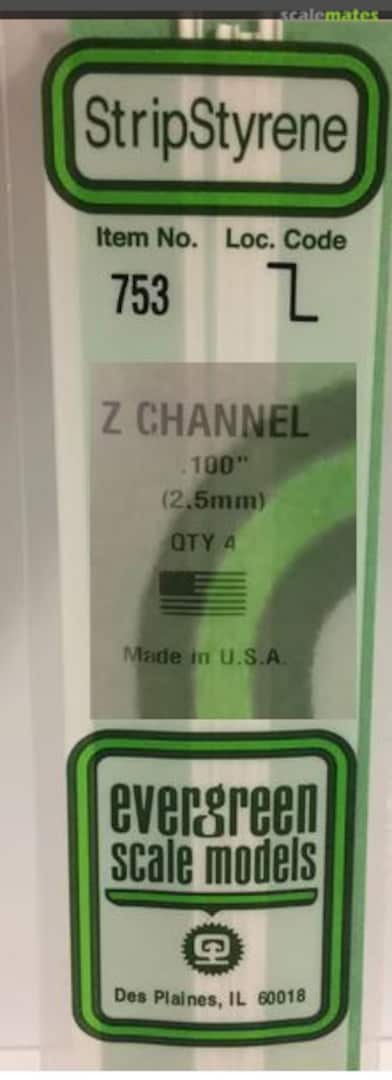 scalemates
StripStyrene
Item No. Loc. Code
753
Z CHANNEL
.100"
(2.5mm)
QTY 4
Made in U.S.A.
evergreen
scale models
Des Plaines, IL 60018